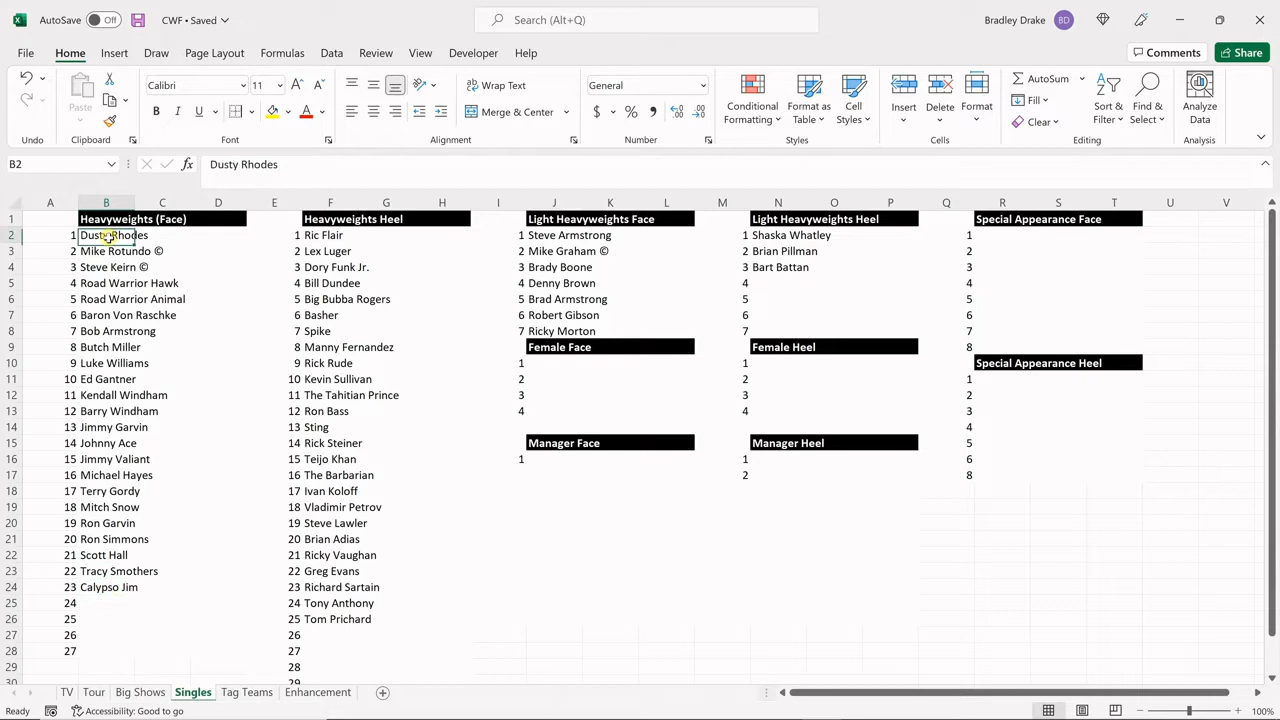 AutoSave Off CWF • Saved Search (Alt+Q) Bradley Drake BD
File Home Insert Draw Page Layout Formulas Data Review View Developer Help Comments Share
Calibri 11 Wrap Text General AutoSum
Paste Merge & Center $ % Conditional Formatting Format as Table Cell Styles Insert Delete Format Fill Sort & Filter Find & Select Analyze Data
Clear
Undo Clipboard Font Alignment Number Styles Cells Editing Analysis
B2 fx Dusty Rhodes
A B C D E F G H I J K L M N O P Q R S T U V
1 Heavyweights (Face) Heavyweights Heel Light Heavyweights Face Light Heavyweights Heel Special Appearance Face
2 1 Dusty Rhodes 1 Ric Flair 1 Steve Armstrong 1 Shaska Whatley 1
3 2 Mike Rotundo © 2 Lex Luger 2 Mike Graham © 2 Brian Pillman 2
4 3 Steve Keirn © 3 Dory Funk Jr. 3 Brady Boone 3 Bart Battan 3
5 4 Road Warrior Hawk 4 Bill Dundee 4 Denny Brown 4 4
6 5 Road Warrior Animal 5 Big Bubba Rogers 5 Brad Armstrong 5 5
7 6 Baron Von Raschke 6 Basher 6 Robert Gibson 6 6
8 7 Bob Armstrong 7 Spike 7 Ricky Morton 7 7
9 8 Butch Miller 8 Manny Fernandez Female Face Female Heel 8
10 9 Luke Williams 9 Rick Rude 1 1 Special Appearance Heel
11 10 Ed Gantner 10 Kevin Sullivan 2 2 1
12 11 Kendall Windham 11 The Tahitian Prince 3 3 2
13 12 Barry Windham 12 Ron Bass 4 4 3
14 13 Jimmy Garvin 13 Sting 4
15 14 Johnny Ace 14 Rick Steiner Manager Face Manager Heel 5
16 15 Jimmy Valiant 15 Teijo Khan 1 1 6
17 16 Michael Hayes 16 The Barbarian 2 8
18 17 Terry Gordy 17 Ivan Koloff
19 18 Mitch Snow 18 Vladimir Petrov
20 19 Ron Garvin 19 Steve Lawler
21 20 Ron Simmons 20 Brian Adias
22 21 Scott Hall 21 Ricky Vaughan
23 22 Tracy Smothers 22 Greg Evans
24 23 Calypso Jim 23 Richard Sartain
25 24 24 Tony Anthony
26 25 25 Tom Prichard
27 26 26
28 27 27
29 28
30 29
TV Tour Big Shows Singles Tag Teams Enhancement
Ready Accessibility: Good to go 100%